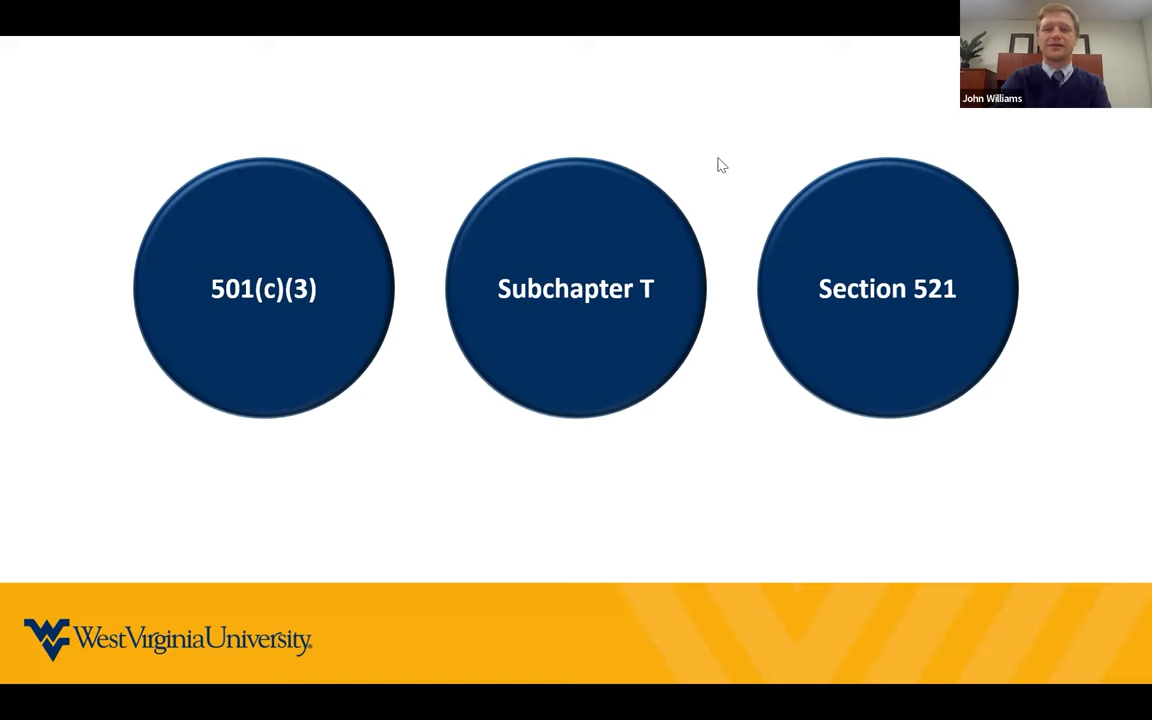 John Williams
501(c)(3)
Subchapter T
Section 521
WestVirginiaUniversity.